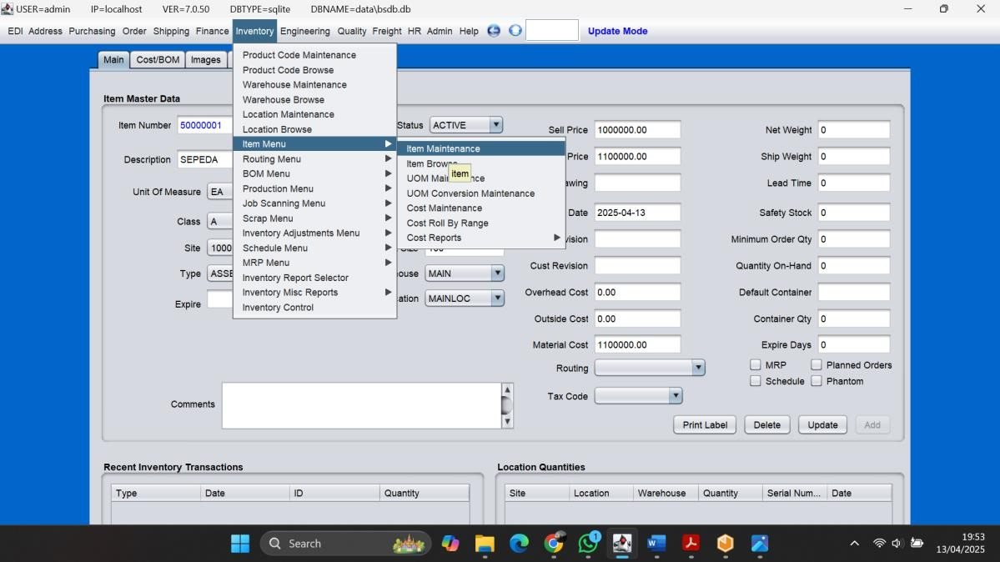 USER=admin IP=localhost VER=7.0.50 DBTYPE=sqlite DBNAME=data\bsdb.db
EDI Address Purchasing Order Shipping Finance Inventory Engineering Quality Freight HR Admin Help Update Mode
Main Cost/BOM Images
Product Code Maintenance
Product Code Browse
Warehouse Maintenance
Warehouse Browse
Location Maintenance
Location Browse
Item Menu
Routing Menu
BOM Menu
Production Menu
Job Scanning Menu
Scrap Menu
Inventory Adjustments Menu
Schedule Menu
MRP Menu
Inventory Report Selector
Inventory Misc Reports
Inventory Control
Item Maintenance
Item Browse
item
UOM Conversion Maintenance
Cost Maintenance
Cost Roll By Range
Cost Reports
Item Master Data
Item Number 50000001
Description SEPEDA
Unit Of Measure EA
Class A
Site 1000
Type ASSE
Expire
Status ACTIVE
MAIN
MAINLOC
Sell Price 1000000.00
Price 1100000.00
Date 2025-04-13
Cust Revision
Overhead Cost 0.00
Outside Cost 0.00
Material Cost 1100000.00
Routing
Tax Code
Net Weight 0
Ship Weight 0
Lead Time 0
Safety Stock 0
Minimum Order Qty 0
Quantity On-Hand 0
Default Container
Container Qty 0
Expire Days 0
MRP Planned Orders
Schedule Phantom
Comments
Print Label Delete Update Add
Recent Inventory Transactions
Type Date ID Quantity
Location Quantities
Site Location Warehouse Quantity Serial Num... Date
Search
1
19:53
13/04/2025